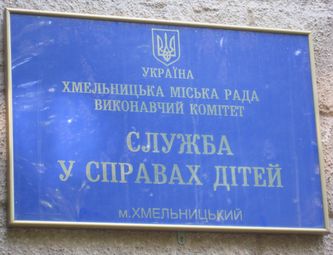 УКРАЇНА
ХМЕЛЬНИЦЬКА МІСЬКА РАДА
ВИКОНАВЧИЙ КОМІТЕТ
СЛУЖБА
У СПРАВАХ ДІТЕЙ
м.ХМЕЛЬНИЦЬКИЙ